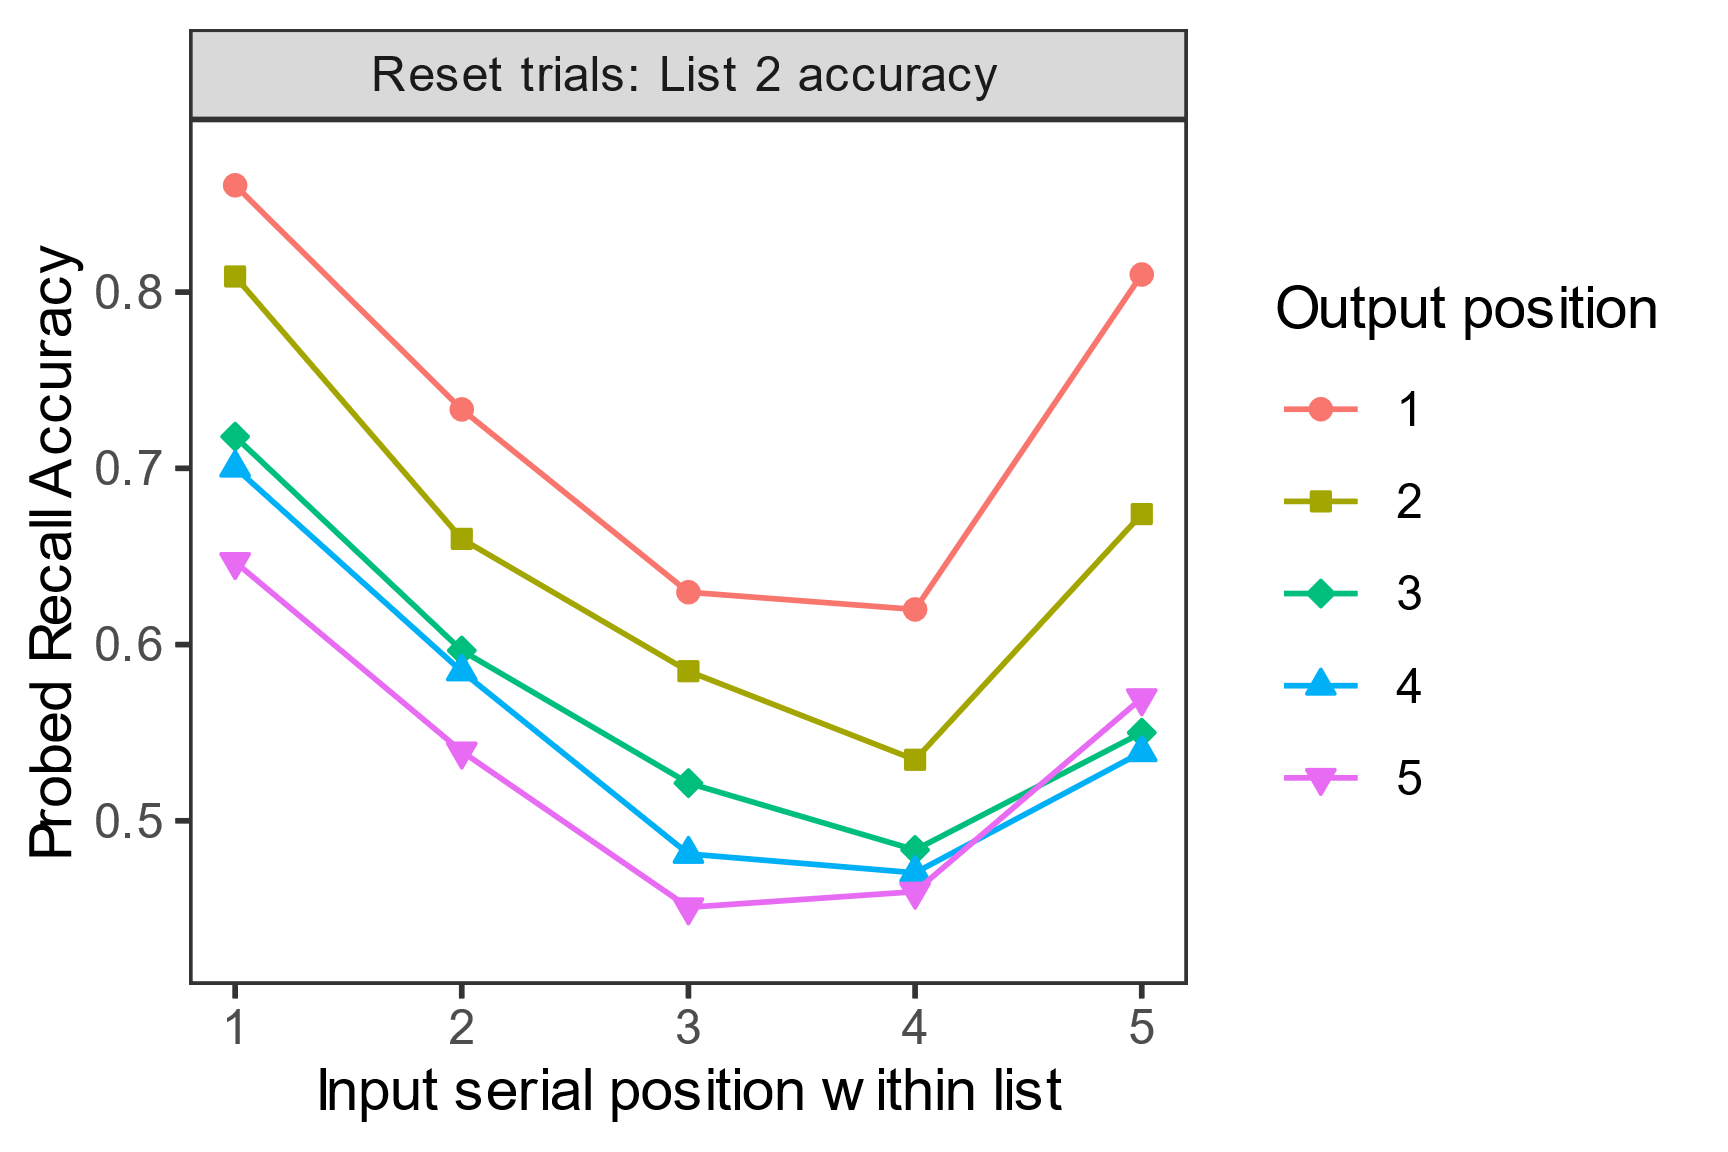 Reset trials: List 2 accuracy
Probed Recall Accuracy
0.8
0.7
0.6
0.5
1 2 3 4 5
Input serial position within list
Output position
1
2
3
4
5